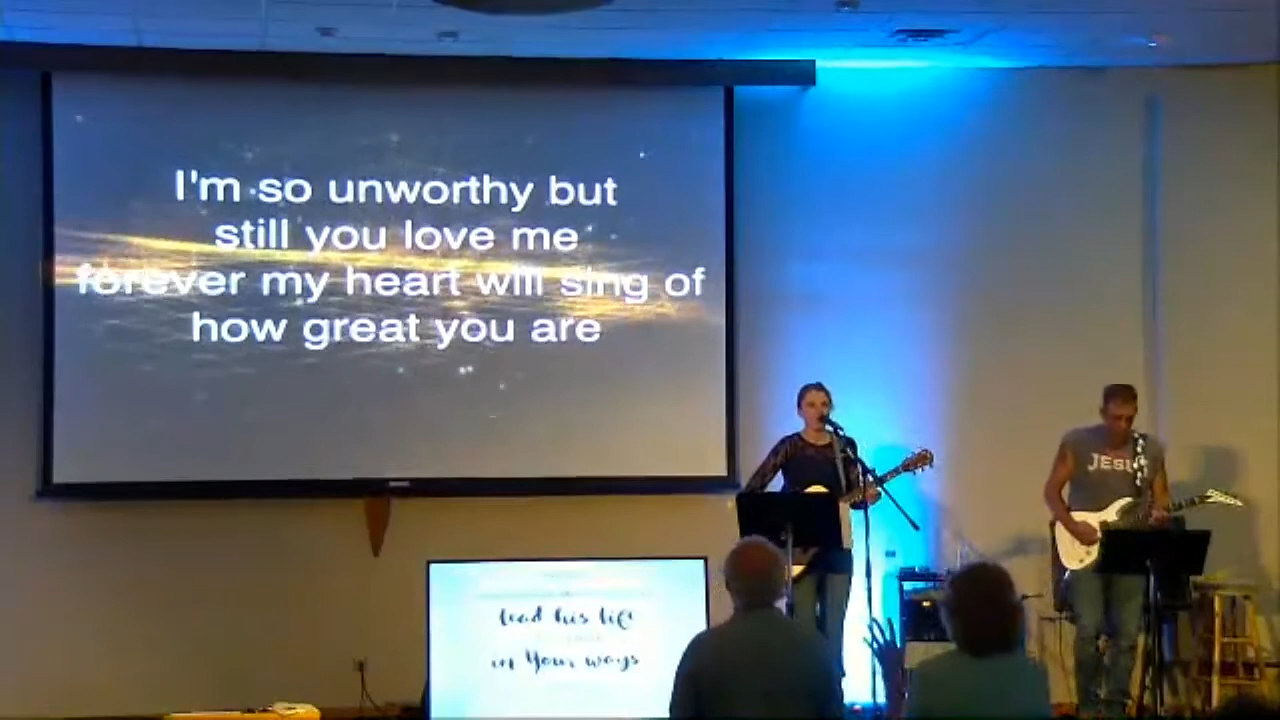 I'm so unworthy but
still you love me
forever my heart will sing of
how great you are
JESU
lead his life
in Your ways